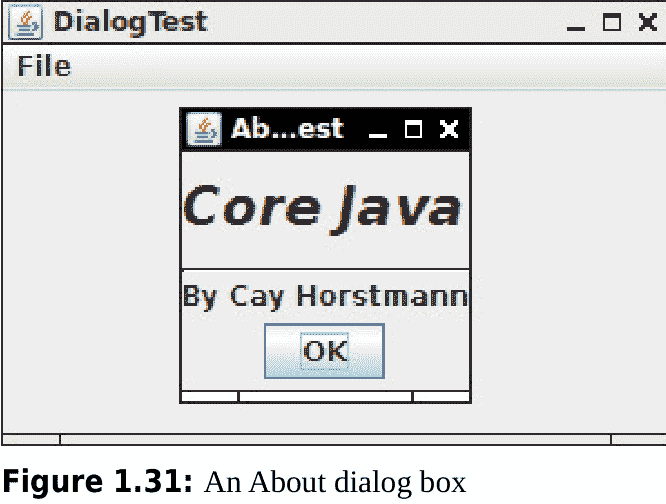 DialogTest
File
Ab...est
Core Java
By Cay Horstmann
OK
Figure 1.31: An About dialog box